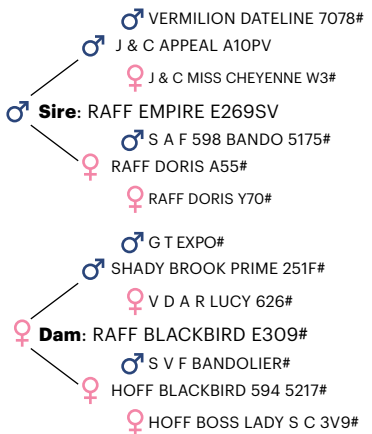 VERMILION DATELINE 7078#
J & C APPEAL A10PV
J & C MISS CHEYENNE W3#
Sire: RAFF EMPIRE E269SV
S A F 598 BANDO 5175#
RAFF DORIS A55#
RAFF DORIS Y70#
G T EXPO#
SHADY BROOK PRIME 251F#
V D A R LUCY 626#
Dam: RAFF BLACKBIRD E309#
S V F BANDOLIER#
HOFF BLACKBIRD 594 5217#
HOFF BOSS LADY S C 3V9#